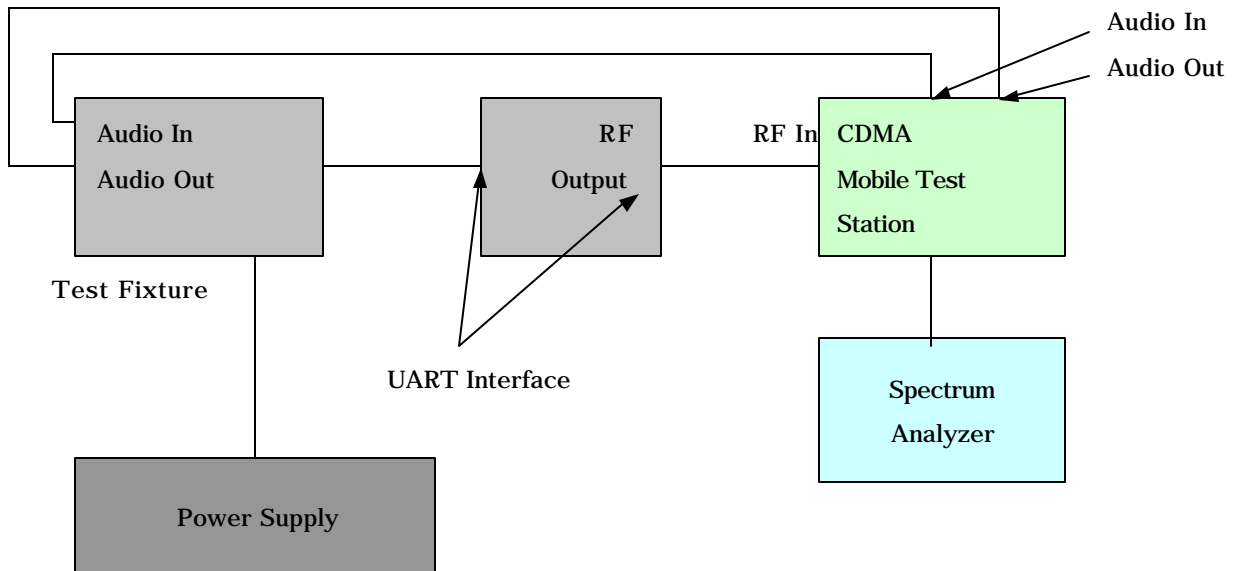 Audio In
Audio Out
Audio In
Audio Out
RF
Output
RF In
CDMA
Mobile Test
Station
Test Fixture
UART Interface
Spectrum
Analyzer
Power Supply